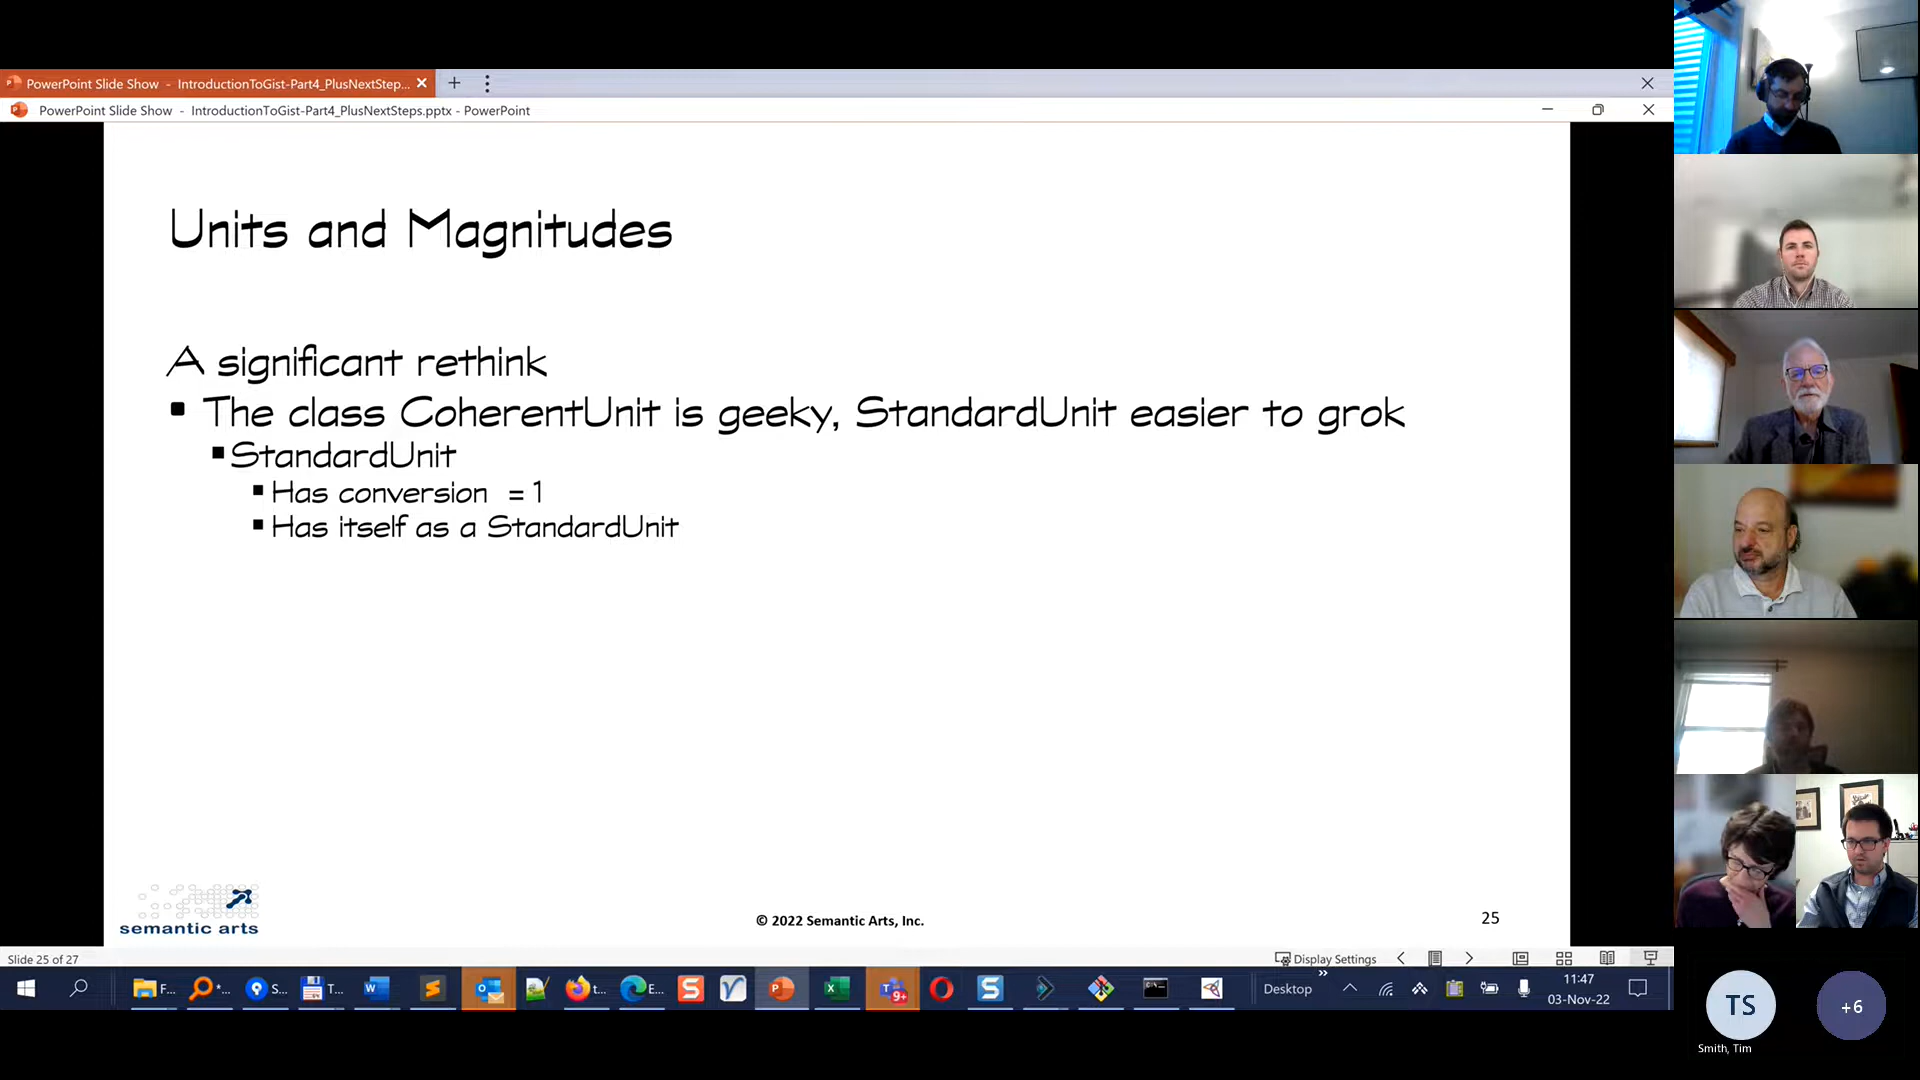 PowerPoint Slide Show - IntroductionToGist-Part4_PlusNextStep...
PowerPoint Slide Show - IntroductionToGist-Part4_PlusNextSteps.pptx - PowerPoint
Units and Magnitudes
A significant rethink
The class CoherentUnit is geeky, StandardUnit easier to grok
StandardUnit
Has conversion = 1
Has itself as a StandardUnit
semantic arts
© 2022 Semantic Arts, Inc.
25
Slide 25 of 27
Display Settings
F... *... S... T... t... E... 9+
Desktop
11:47
03-Nov-22
TS
+6
Smith, Tim